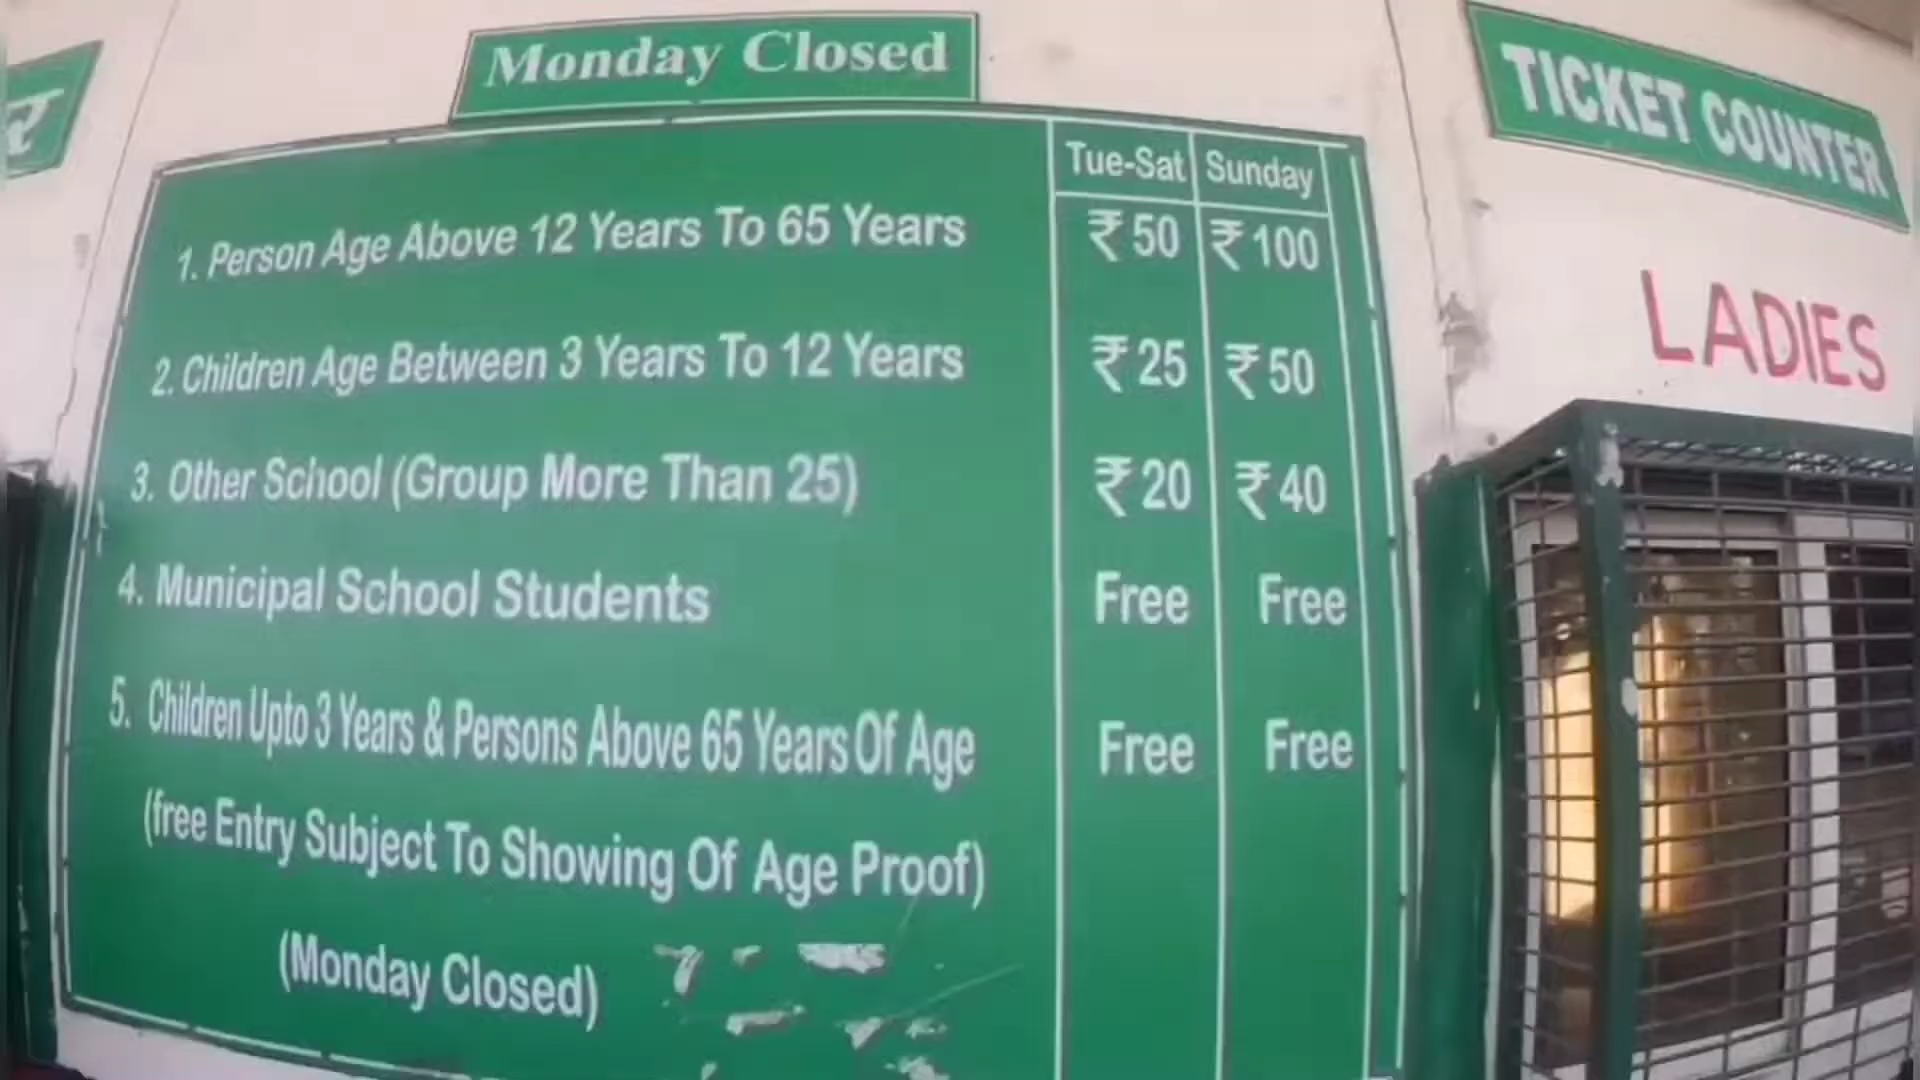 Monday Closed
TICKET COUNTER
LADIES
Tue-Sat Sunday
1. Person Age Above 12 Years To 65 Years ₹50 ₹100
2. Children Age Between 3 Years To 12 Years ₹25 ₹50
3. Other School (Group More Than 25) ₹20 ₹40
4. Municipal School Students Free Free
5. Children Upto 3 Years & Persons Above 65 Years Of Age Free Free
(free Entry Subject To Showing Of Age Proof)
(Monday Closed)